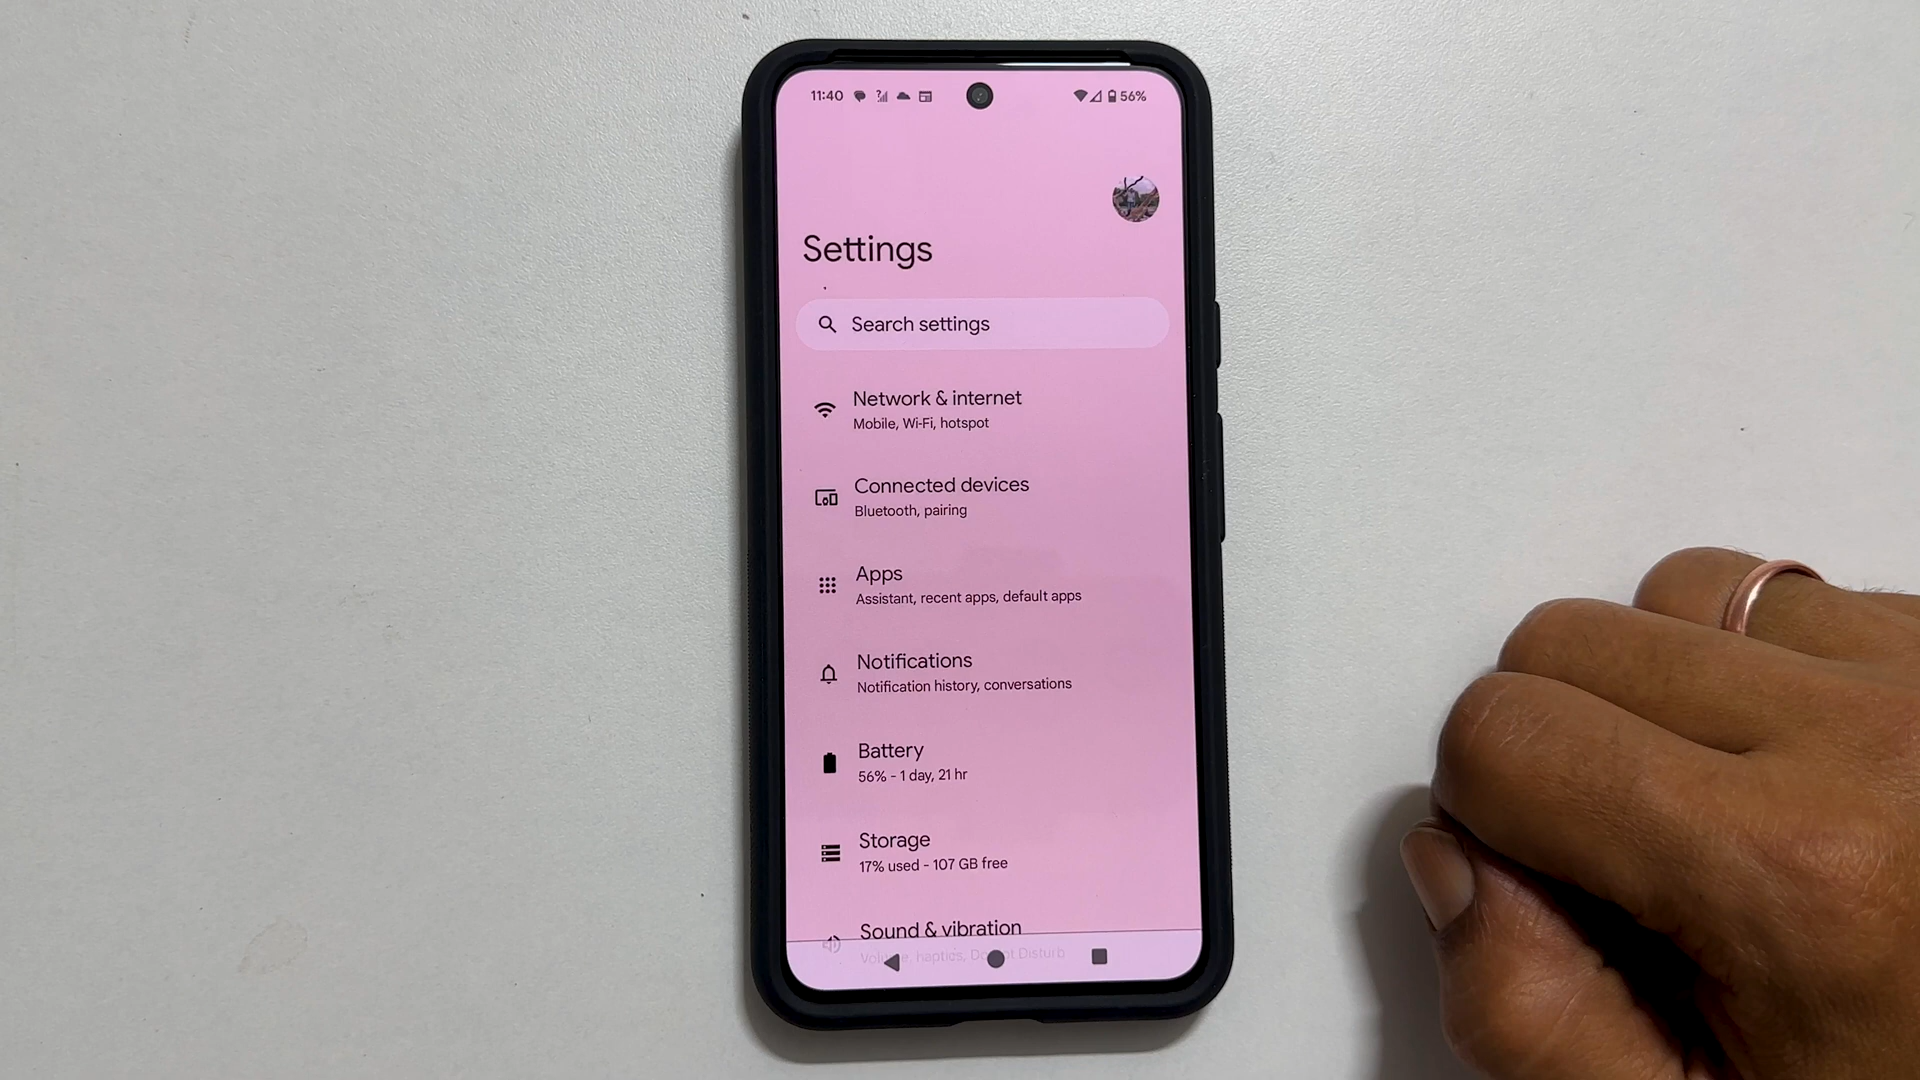 11:40 56%
Settings
Search settings
Network & internet
Mobile, Wi-Fi, hotspot
Connected devices
Bluetooth, pairing
Apps
Assistant, recent apps, default apps
Notifications
Notification history, conversations
Battery
56% - 1 day, 21 hr
Storage
17% used - 107 GB free
Sound & vibration
haptics, Disturb